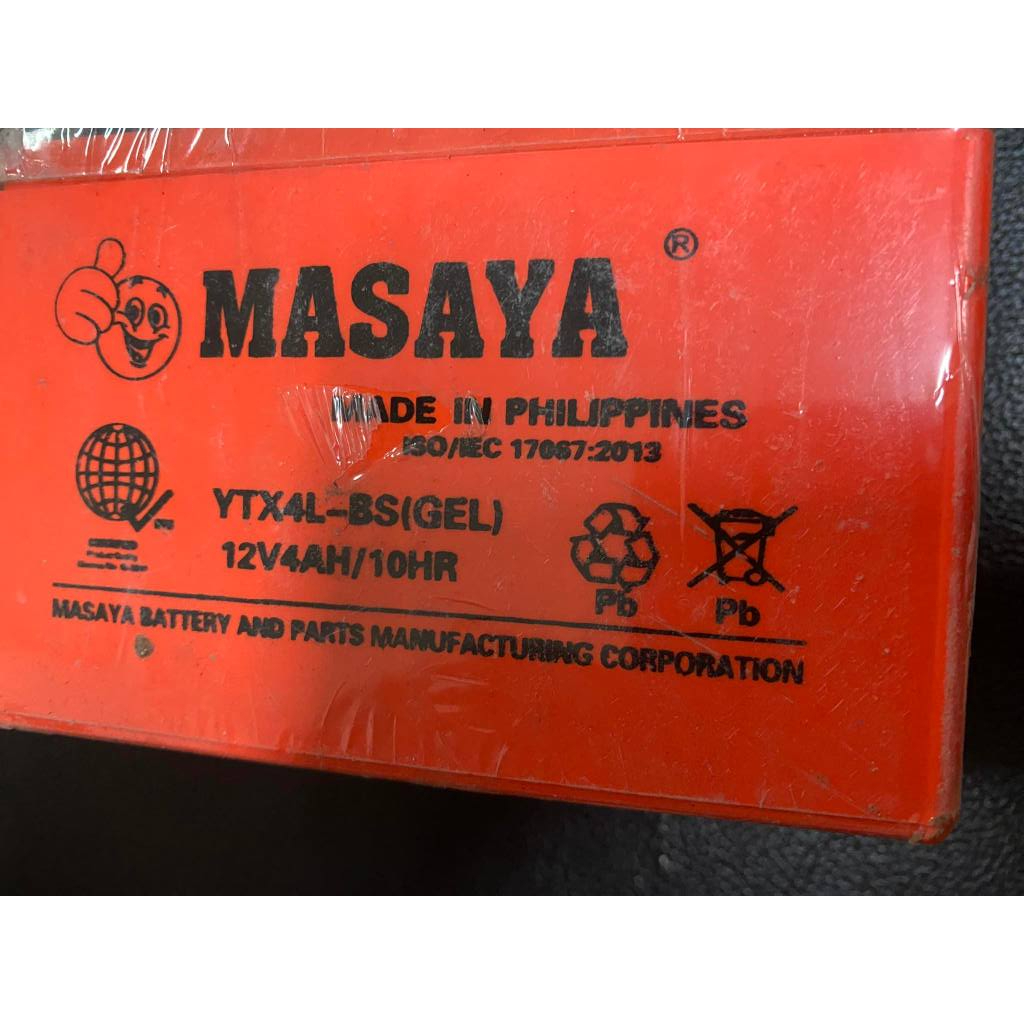 MASAYA ®
MADE IN PHILIPPINES
ISO/IEC 17067:2013
YTX4L-BS(GEL)
12V4AH/10HR
Pb
Pb
MASAYA BATTERY AND PARTS MANUFACTURING CORPORATION